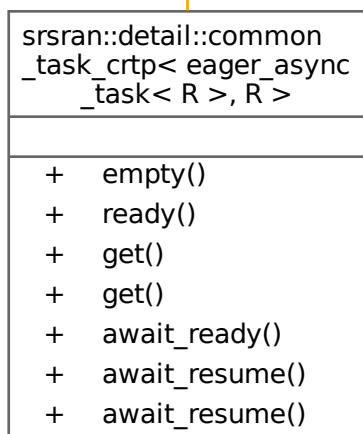 srsran::detail::common
_task_crtp< eager_async
_task< R >, R >
+ empty()
+ ready()
+ get()
+ get()
+ await_ready()
+ await_resume()
+ await_resume()